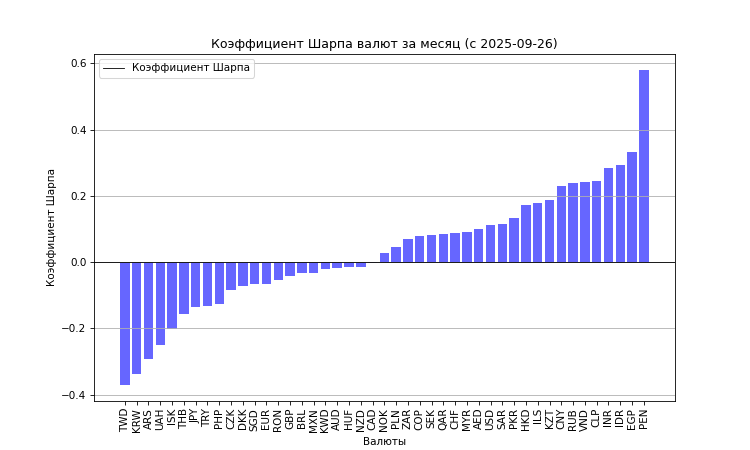 Коэффициент Шарпа валют за месяц (с 2025-09-26)
Коэффициент Шарпа
0.6
0.4
0.2
0.0
−0.2
−0.4
Коэффициент Шарпа
TWD KRW ARS UAH ISK THB JPY TRY PHP CZK DKK SGD EUR RON GBP BRL MXN KWD AUD HUF NZD CAD NOK PLN ZAR COP SEK QAR CHF MYR AED USD SAR PKR HKD ILS KZT CNY RUB VND CLP INR IDR EGP PEN
Валюты